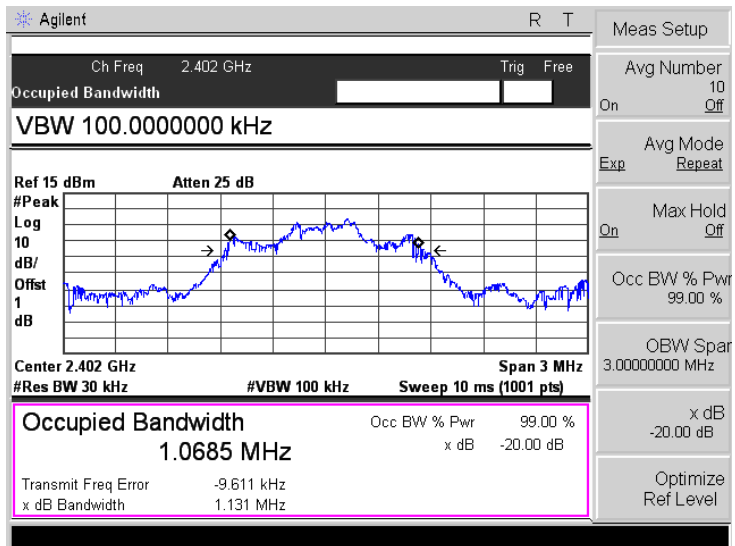 Agilent R T
Ch Freq 2.402 GHz Trig Free
Occupied Bandwidth
VBW 100.0000000 kHz
Ref 15 dBm Atten 25 dB
#Peak
Log
10
dB/
Offst
1
dB
Center 2.402 GHz Span 3 MHz
#Res BW 30 kHz #VBW 100 kHz Sweep 10 ms (1001 pts)
Occupied Bandwidth
1.0685 MHz
Occ BW % Pwr 99.00 %
x dB -20.00 dB
Transmit Freq Error -9.611 kHz
x dB Bandwidth 1.131 MHz
Meas Setup
Avg Number
10
On Off
Avg Mode
Exp Repeat
Max Hold
On Off
Occ BW % Pwr
99.00 %
OBW Span
3.00000000 MHz
x dB
-20.00 dB
Optimize
Ref Level